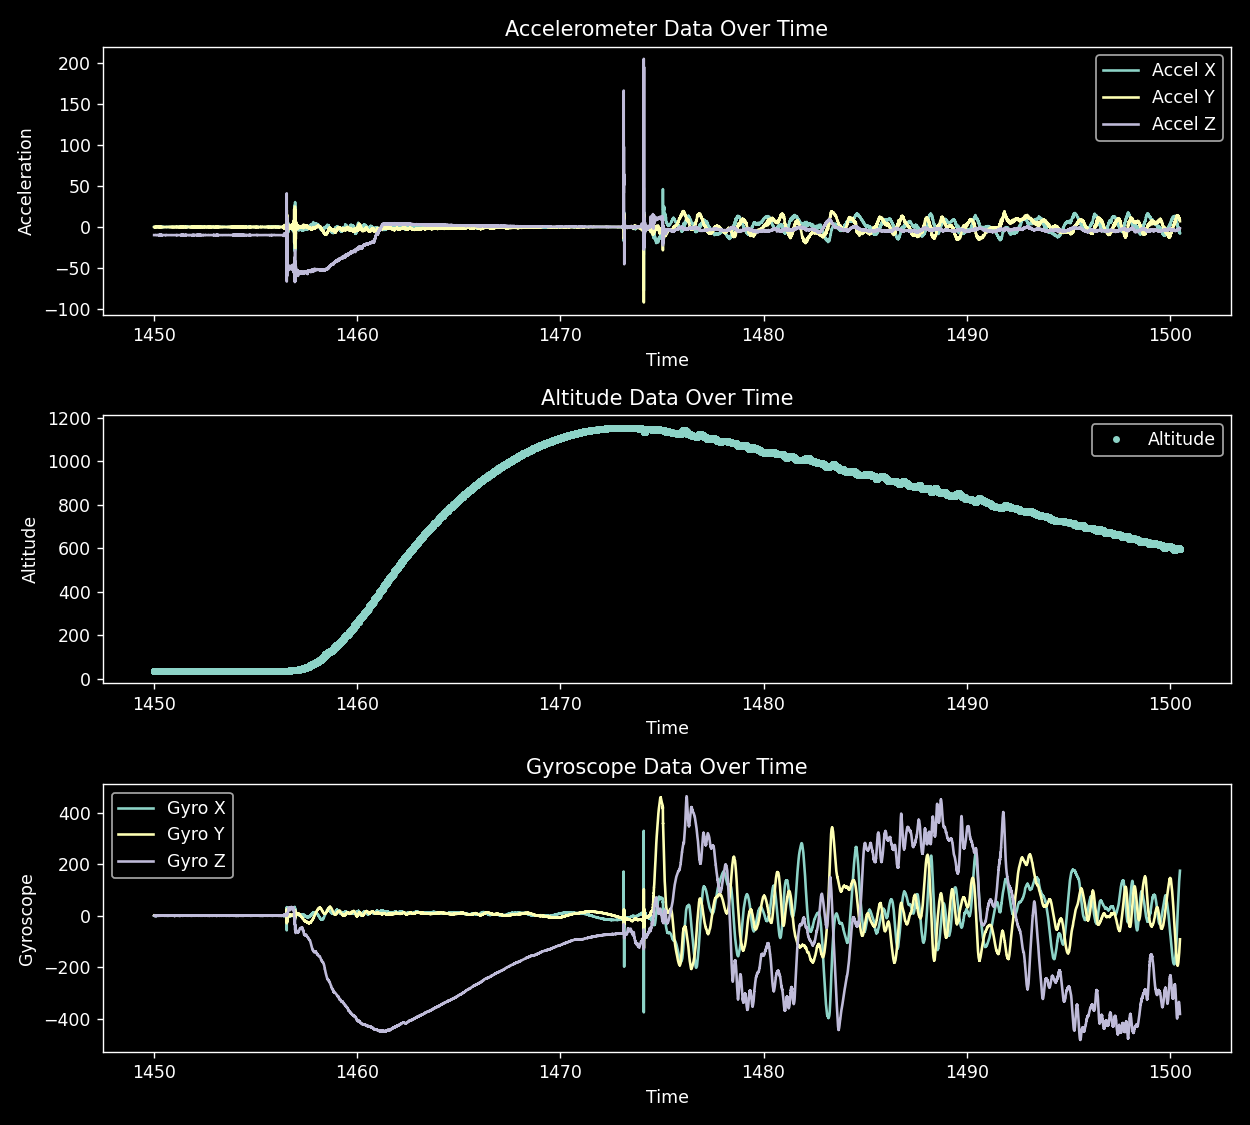 Accelerometer Data Over Time
200
150
100
50
0
−50
−100
Acceleration
Accel X
Accel Y
Accel Z
1450 1460 1470 1480 1490 1500
Time
Altitude Data Over Time
1200
1000
800
600
400
200
0
Altitude
Altitude
1450 1460 1470 1480 1490 1500
Time
Gyroscope Data Over Time
400
200
0
−200
−400
Gyroscope
Gyro X
Gyro Y
Gyro Z
1450 1460 1470 1480 1490 1500
Time